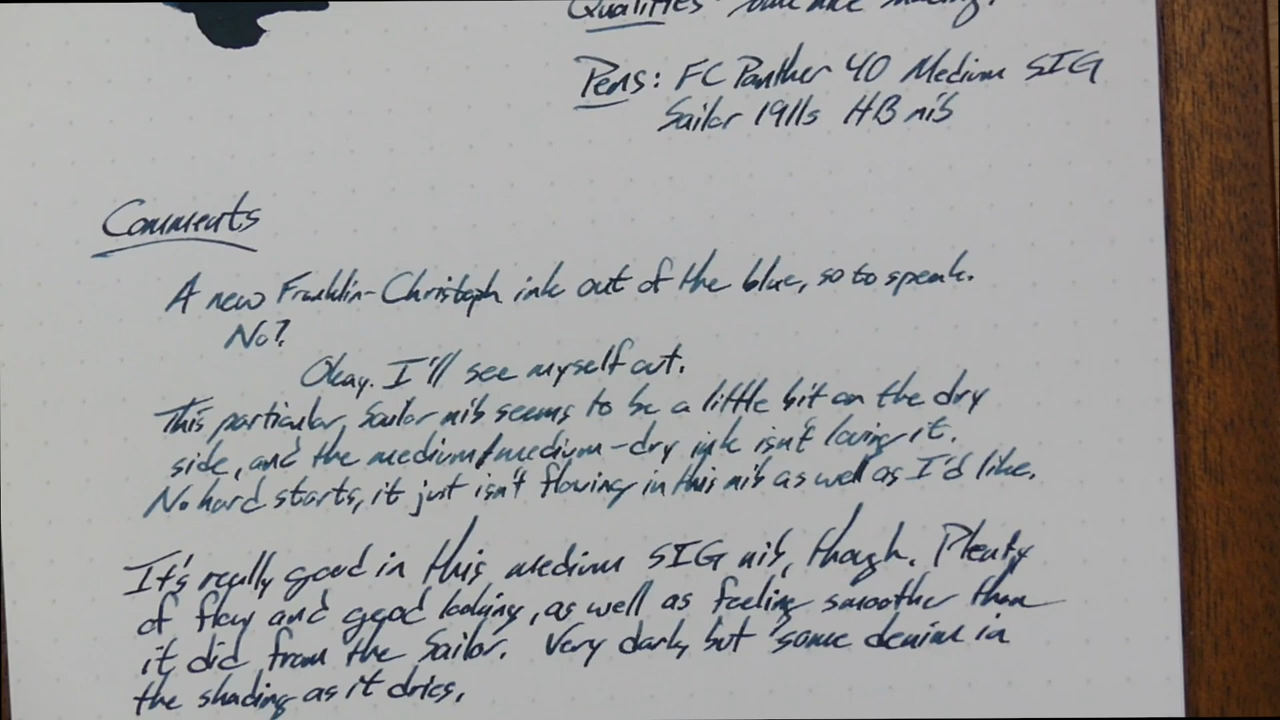 Qualities
Pens: FC Panther 40 Medium SIG
Sailor 1911s HB nib
Comments
A new Franklin-Christoph ink out of the blue, so to speak.
No?
Okay. I'll see myself out.
This particular Sailor nib seems to be a little bit on the dry
side, and the medium/medium-dry ink isn't loving it.
No hard starts, it just isn't flowing in this nib as well as I'd like.
It's really good in this medium SIG nib, though. Plenty
of flow and good looking, as well as feeling smoother than
it did from the Sailor. Very dark, but some denim in
the shading as it dries.